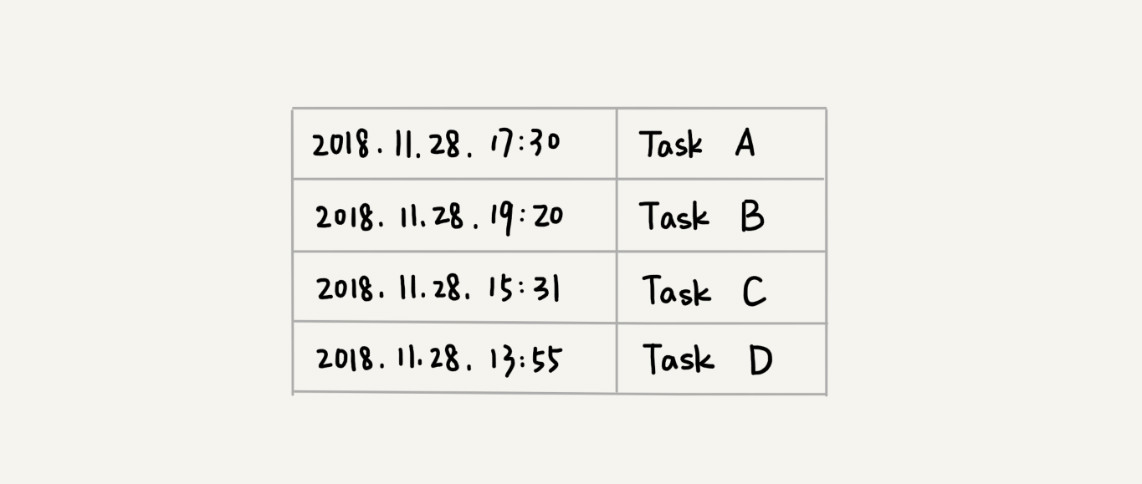 2018. 11. 28. 17:30 Task A
2018. 11. 28. 19:20 Task B
2018. 11. 28. 15:31 Task C
2018. 11. 28. 13:55 Task D